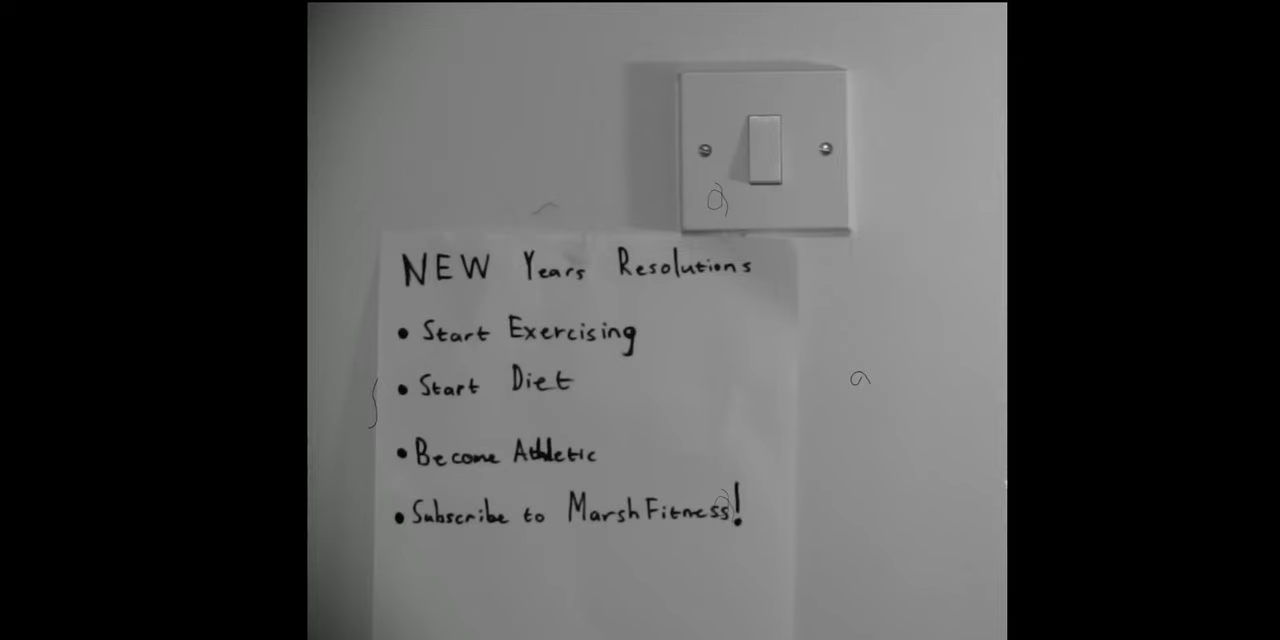 NEW Years Resolutions
• Start Exercising
• Start Diet
• Become Athletic
• Subscribe to MarshFitness!